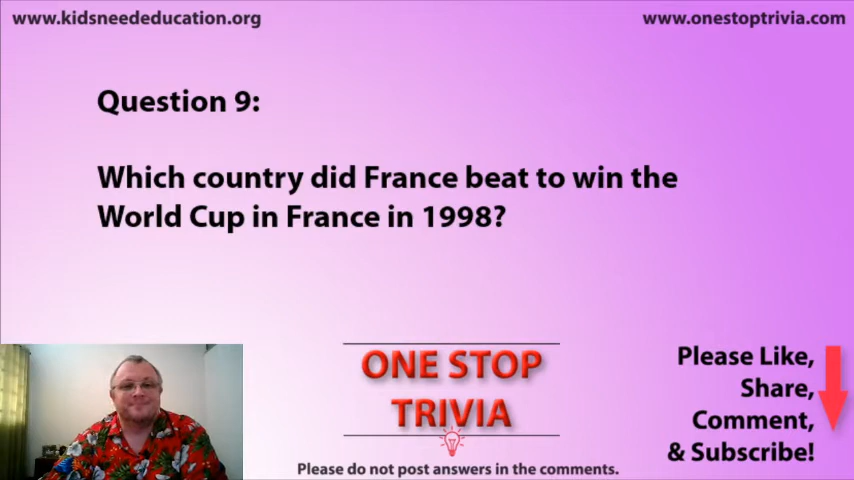 www.kidsneededucation.org
www.onestoptrivia.com
Question 9:
Which country did France beat to win the
World Cup in France in 1998?
ONE STOP
TRIVIA
Please do not post answers in the comments.
Please Like,
Share,
Comment,
& Subscribe!